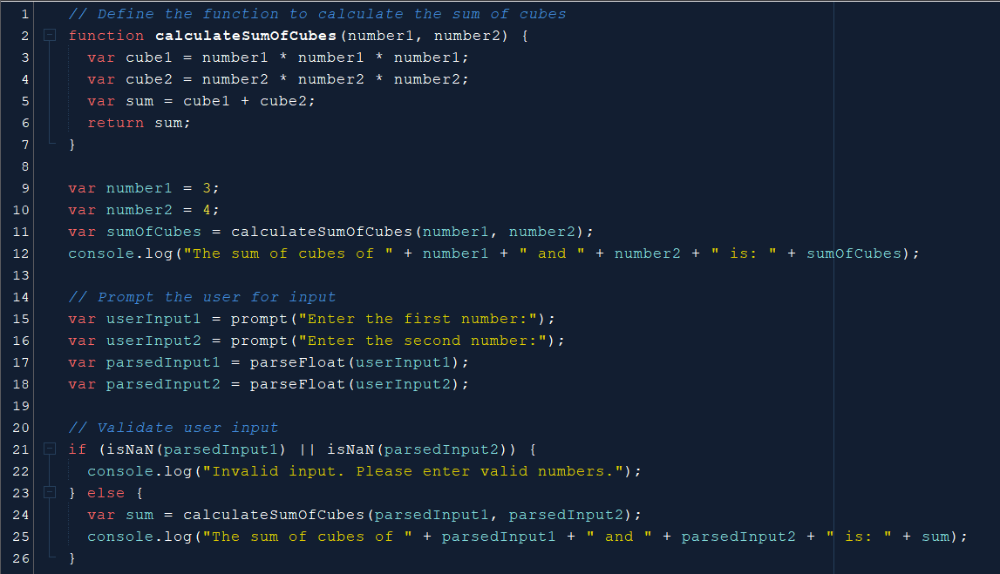 1 // Define the function to calculate the sum of cubes
2 function calculateSumOfCubes(number1, number2) {
3 var cube1 = number1 * number1 * number1;
4 var cube2 = number2 * number2 * number2;
5 var sum = cube1 + cube2;
6 return sum;
7 }
8
9 var number1 = 3;
10 var number2 = 4;
11 var sumOfCubes = calculateSumOfCubes(number1, number2);
12 console.log("The sum of cubes of " + number1 + " and " + number2 + " is: " + sumOfCubes);
13
14 // Prompt the user for input
15 var userInput1 = prompt("Enter the first number:");
16 var userInput2 = prompt("Enter the second number:");
17 var parsedInput1 = parseFloat(userInput1);
18 var parsedInput2 = parseFloat(userInput2);
19
20 // Validate user input
21 if (isNaN(parsedInput1) || isNaN(parsedInput2)) {
22 console.log("Invalid input. Please enter valid numbers.");
23 } else {
24 var sum = calculateSumOfCubes(parsedInput1, parsedInput2);
25 console.log("The sum of cubes of " + parsedInput1 + " and " + parsedInput2 + " is: " + sum);
26 }